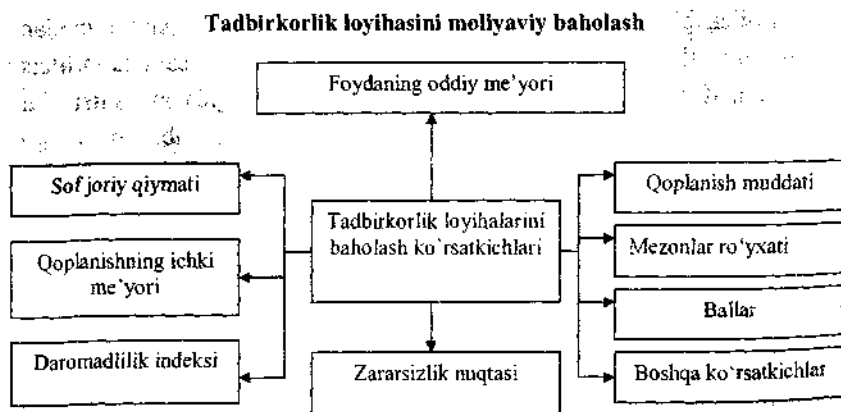 Tadbirkorlik loyihasini moliyaviy baholash
Foydaning oddiy me’yori
Sof joriy qiymati
Qoplanishning ichki
me’yori
Daromadlilik indeksi
Tadbirkorlik loyihalarini
baholash ko‘rsatkichlari
Zararsizlik nuqtasi
Qoplanish muddati
Mezonlar ro‘yxati
Ballar
Boshqa ko‘rsatkichlar